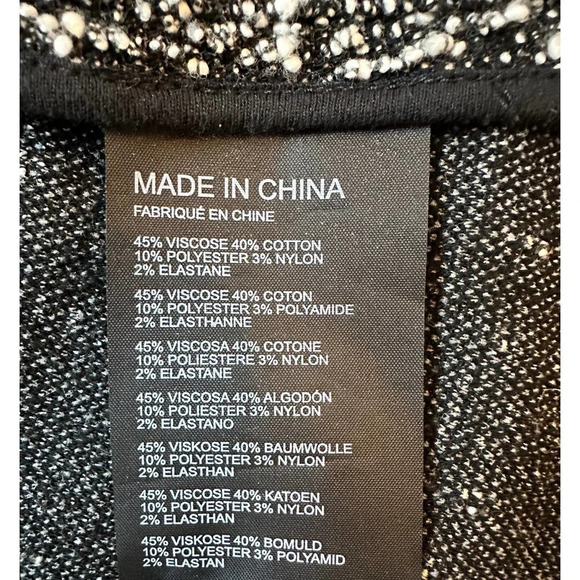 MADE IN CHINA
FABRIQUÉ EN CHINE
45% VISCOSE 40% COTTON
10% POLYESTER 3% NYLON
2% ELASTANE
45% VISCOSE 40% COTON
10% POLYESTER 3% POLYAMIDE
2% ELASTHANNE
45% VISCOSA 40% COTONE
10% POLIESTERE 3% NYLON
2% ELASTANE
45% VISCOSA 40% ALGODÓN
10% POLIESTER 3% NYLON
2% ELASTANO
45% VISKOSE 40% BAUMWOLLE
10% POLYESTER 3% NYLON
2% ELASTHAN
45% VISCOSE 40% KATOEN
10% POLYESTER 3% NYLON
2% ELASTHAN
45% VISCOSE 40% BOMULD
10% POLYESTER 3% POLYAMID
2% ELASTAN